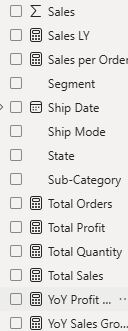 Sales
Sales LY
Sales per Order
Segment
Ship Date
Ship Mode
State
Sub-Category
Total Orders
Total Profit
Total Quantity
Total Sales
YoY Profit ...
YoY Sales Gro...